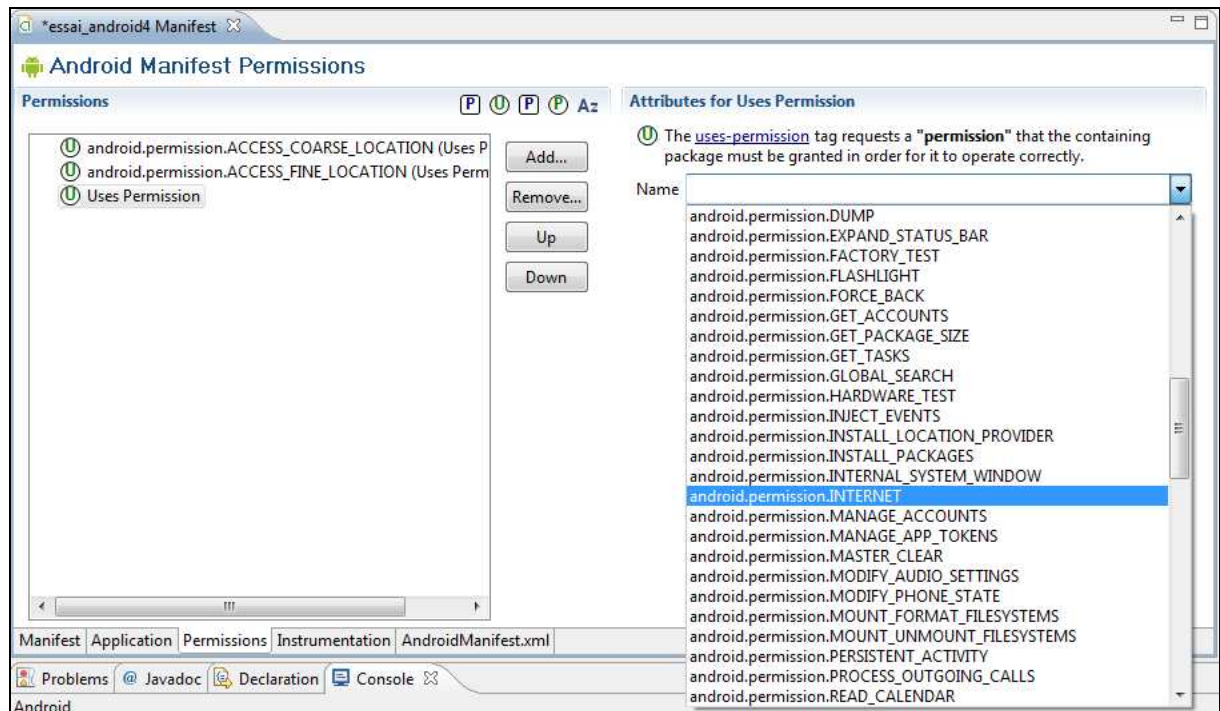 *essai_android4 Manifest
Android Manifest Permissions
Permissions
P U P P Az
U android.permission.ACCESS_COARSE_LOCATION (Uses P
U android.permission.ACCESS_FINE_LOCATION (Uses Perm
U Uses Permission
Add...
Remove...
Up
Down
Attributes for Uses Permission
U The uses-permission tag requests a "permission" that the containing
package must be granted in order for it to operate correctly.
Name
android.permission.DUMP
android.permission.EXPAND_STATUS_BAR
android.permission.FACTORY_TEST
android.permission.FLASHLIGHT
android.permission.FORCE_BACK
android.permission.GET_ACCOUNTS
android.permission.GET_PACKAGE_SIZE
android.permission.GET_TASKS
android.permission.GLOBAL_SEARCH
android.permission.HARDWARE_TEST
android.permission.INJECT_EVENTS
android.permission.INSTALL_LOCATION_PROVIDER
android.permission.INSTALL_PACKAGES
android.permission.INTERNAL_SYSTEM_WINDOW
android.permission.INTERNET
android.permission.MANAGE_ACCOUNTS
android.permission.MANAGE_APP_TOKENS
android.permission.MASTER_CLEAR
android.permission.MODIFY_AUDIO_SETTINGS
android.permission.MODIFY_PHONE_STATE
android.permission.MOUNT_FORMAT_FILESYSTEMS
android.permission.MOUNT_UNMOUNT_FILESYSTEMS
android.permission.PERSISTENT_ACTIVITY
android.permission.PROCESS_OUTGOING_CALLS
android.permission.READ_CALENDAR
Manifest Application Permissions Instrumentation AndroidManifest.xml
Problems @ Javadoc Declaration Console
Android